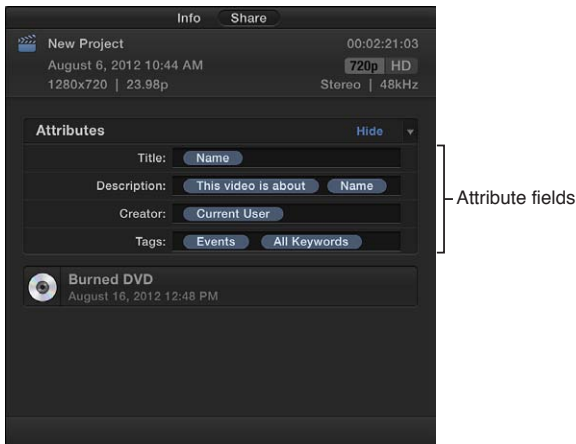 Info Share
New Project 00:02:21:03
August 6, 2012 10:44 AM 720p HD
1280x720 | 23.98p Stereo | 48kHz
Attributes Hide
Title: Name
Description: This video is about Name
Creator: Current User
Tags: Events All Keywords
Attribute fields
Burned DVD
August 16, 2012 12:48 PM